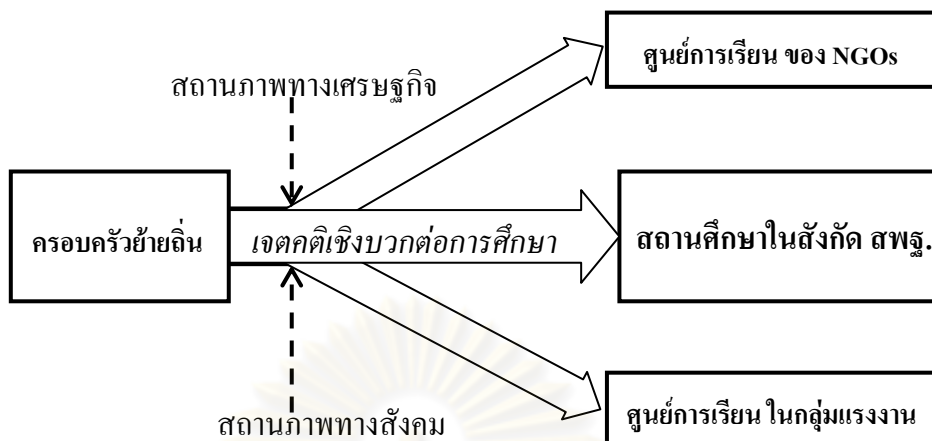 ศูนย์การเรียน ของ NGOs
สถานภาพทางเศรษฐกิจ
ครอบครัวย้ายถิ่น
เจตคติเชิงบวกต่อการศึกษา
สถานศึกษาในสังกัด สพฐ.
สถานภาพทางสังคม
ศูนย์การเรียน ในกลุ่มแรงงาน